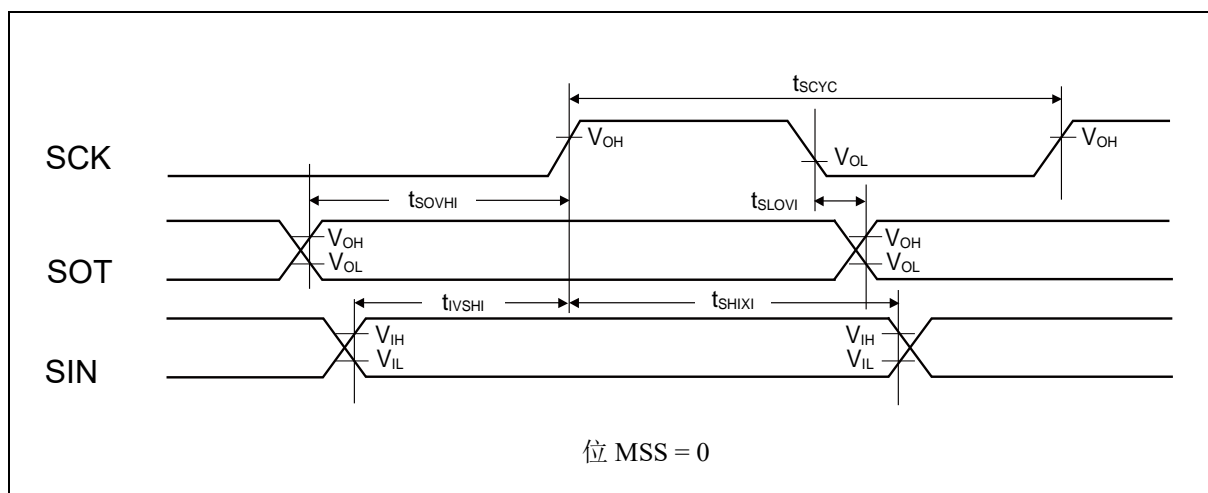 tSCYC
SCK
VOH
VOL
VOH
tSOVHI
tSLOVI
SOT
VOH
VOL
VOH
VOL
tIVSHI
tSHIXI
SIN
VIH
VIL
VIH
VIL
位 MSS = 0